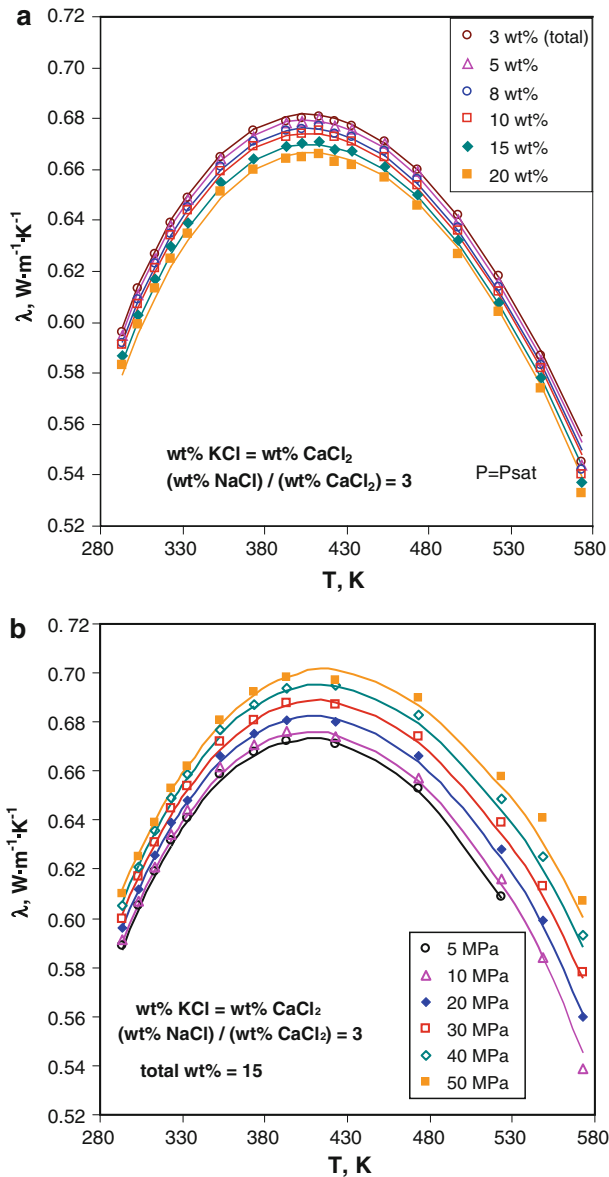 a
0.72
0.70
0.68
0.66
0.64
0.62
0.60
0.58
0.56
0.54
0.52
λ, W·m⁻¹·K⁻¹
3 wt% (total)
5 wt%
8 wt%
10 wt%
15 wt%
20 wt%
wt% KCl = wt% CaCl₂
(wt% NaCl) / (wt% CaCl₂) = 3
P=Psat
280 330 380 430 480 530 580
T, K
b
0.72
0.70
0.68
0.66
0.64
0.62
0.60
0.58
0.56
0.54
0.52
λ, W·m⁻¹·K⁻¹
wt% KCl = wt% CaCl₂
(wt% NaCl) / (wt% CaCl₂) = 3
total wt% = 15
5 MPa
10 MPa
20 MPa
30 MPa
40 MPa
50 MPa
280 330 380 430 480 530 580
T, K